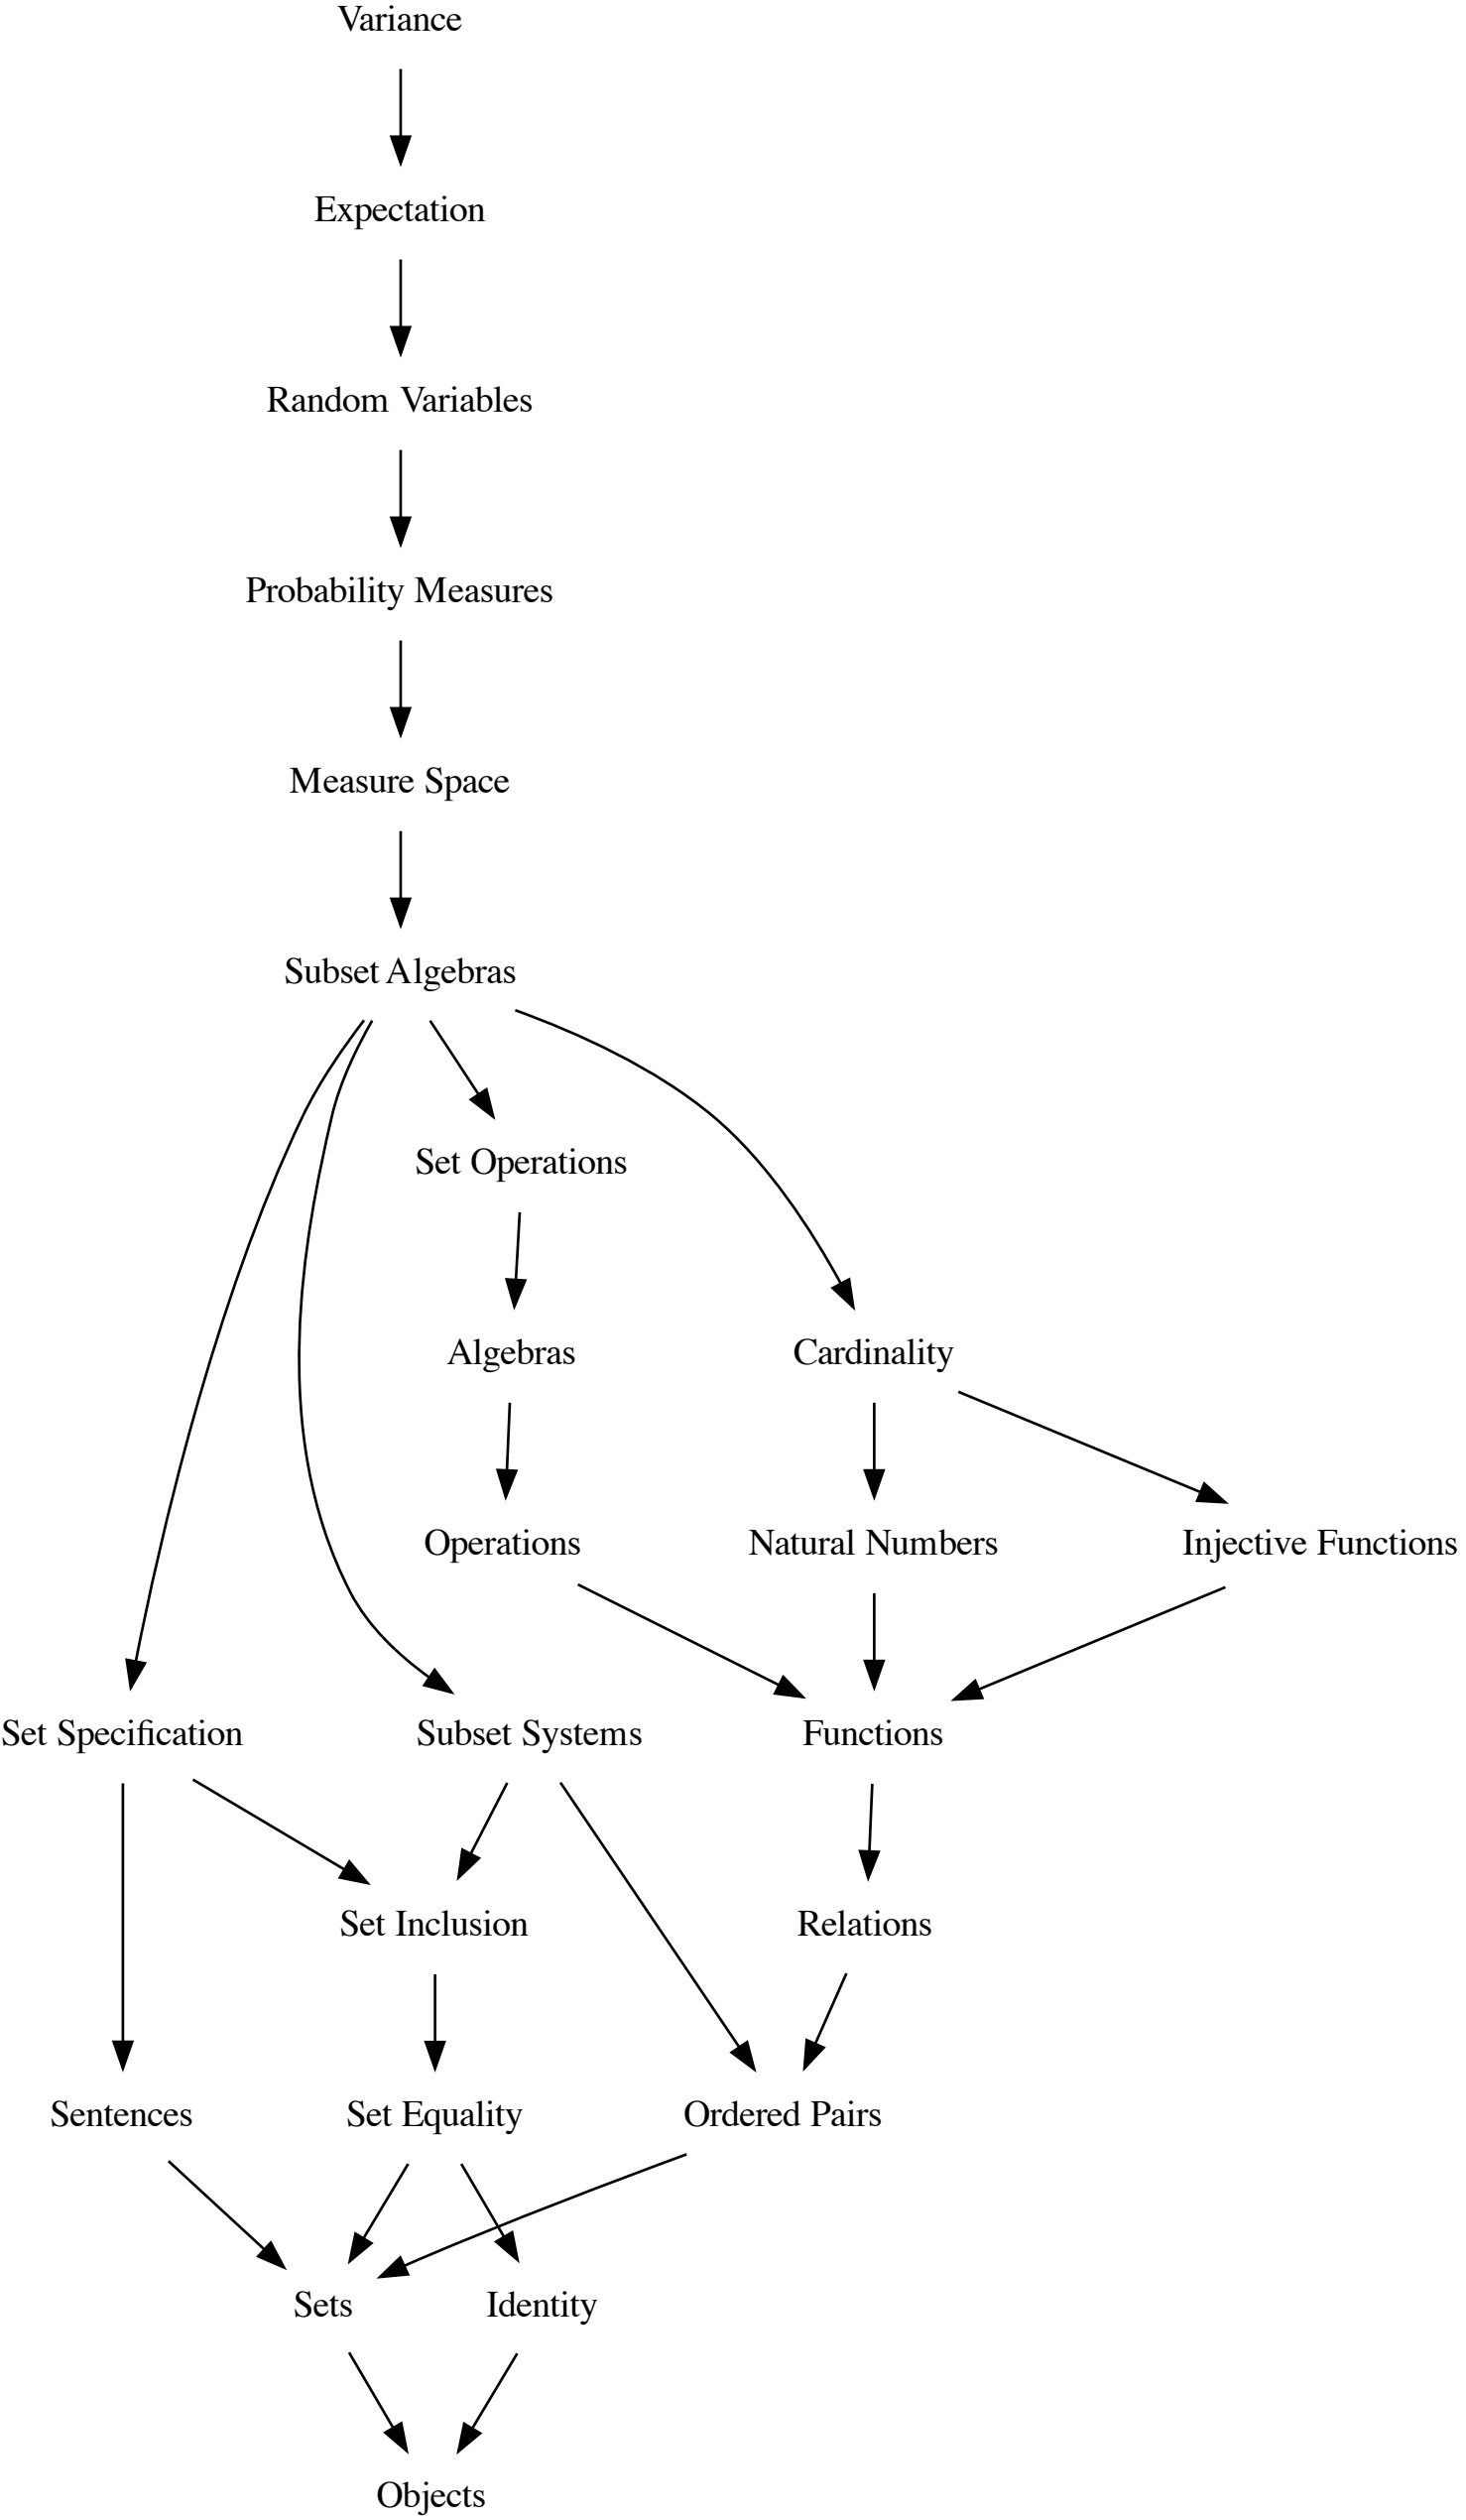 Variance
Expectation
Random Variables
Probability Measures
Measure Space
Subset Algebras
Set Operations
Algebras
Cardinality
Operations
Natural Numbers
Injective Functions
Set Specification
Subset Systems
Functions
Set Inclusion
Relations
Sentences
Set Equality
Ordered Pairs
Sets
Identity
Objects